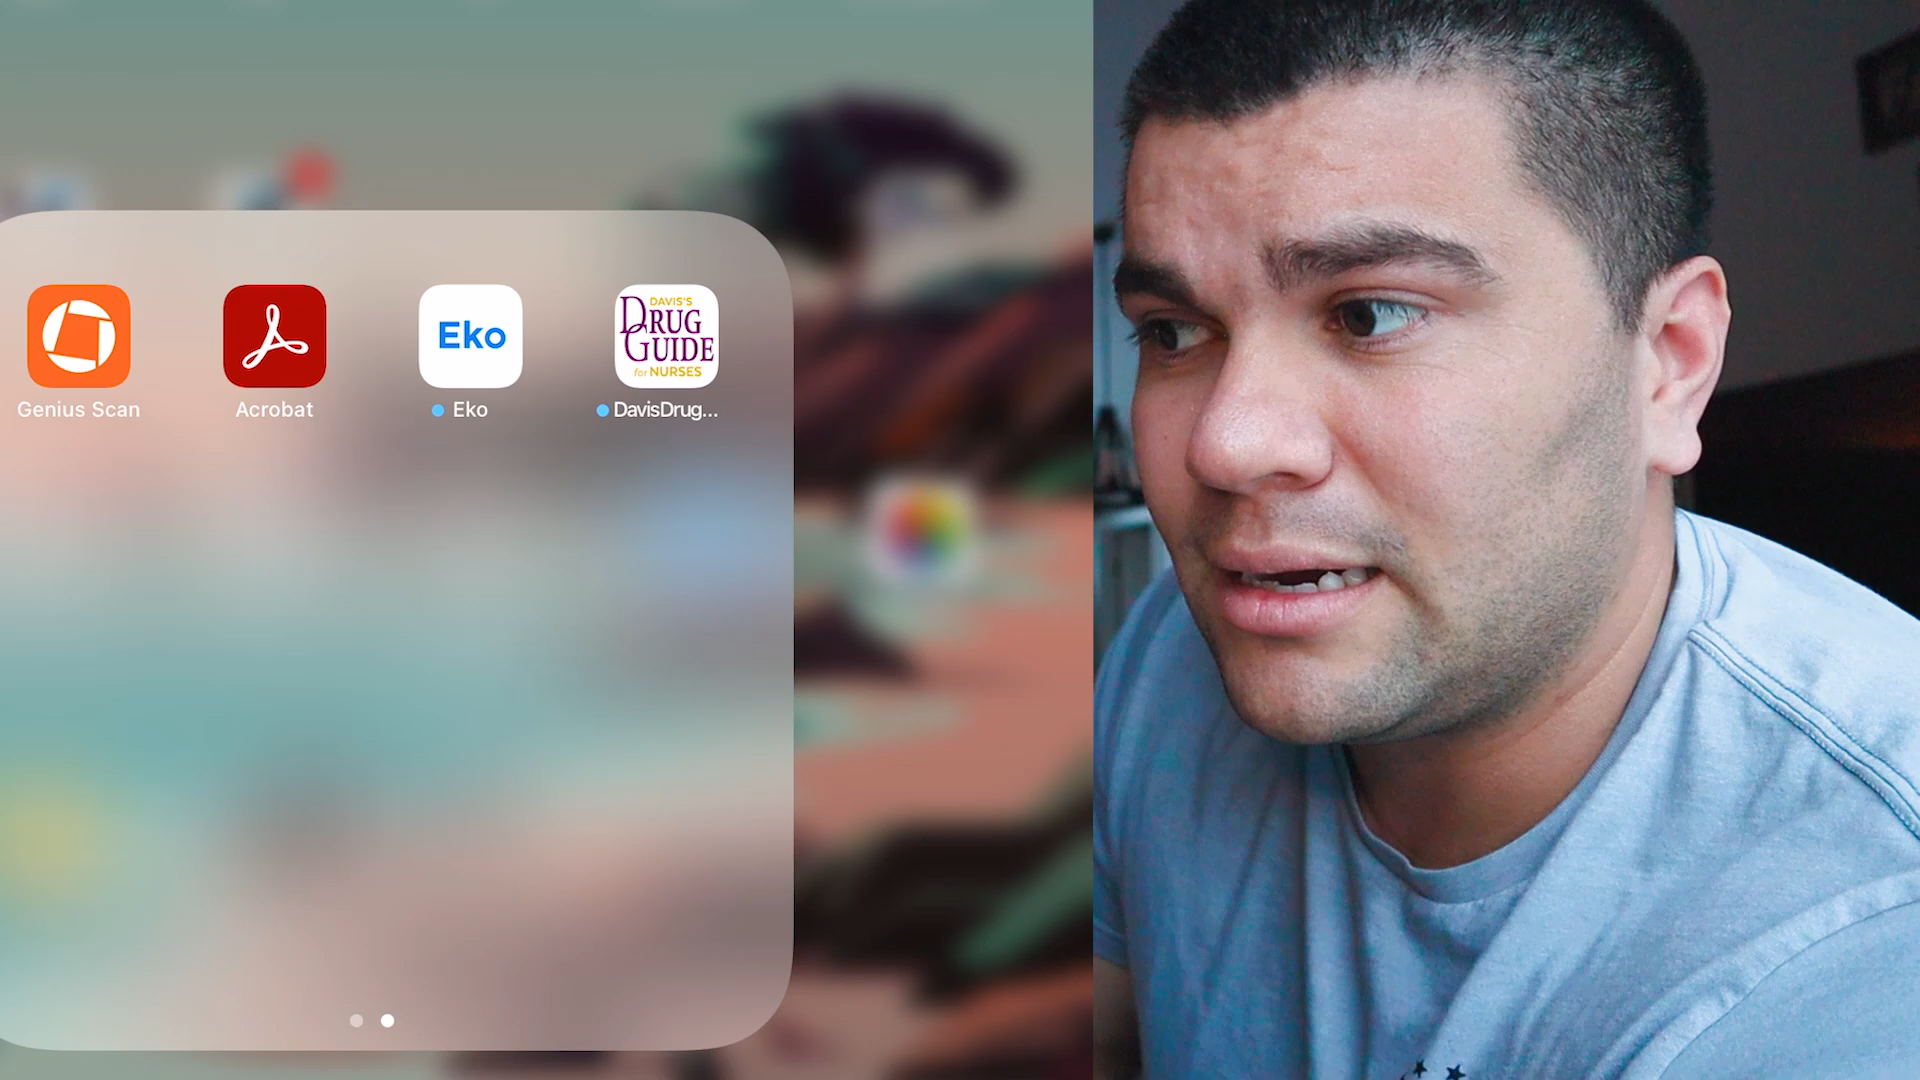 Eko
DAVIS'S
DRUG
GUIDE
for NURSES
Genius Scan
Acrobat
Eko
DavisDrug...